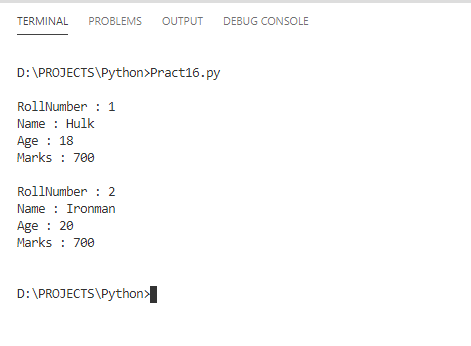 TERMINAL PROBLEMS OUTPUT DEBUG CONSOLE
D:\PROJECTS\Python>Pract16.py
RollNumber : 1
Name : Hulk
Age : 18
Marks : 700
RollNumber : 2
Name : Ironman
Age : 20
Marks : 700
D:\PROJECTS\Python>